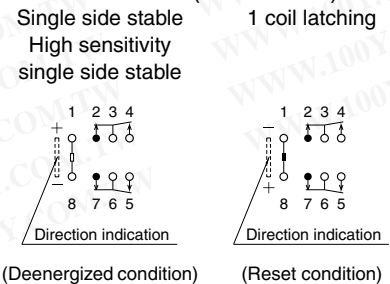 Single side stable
High sensitivity
single side stable
1 coil latching
1 2 3 4
+
−
8 7 6 5
Direction indication
(Deenergized condition)
1 2 3 4
−
+
8 7 6 5
Direction indication
(Reset condition)